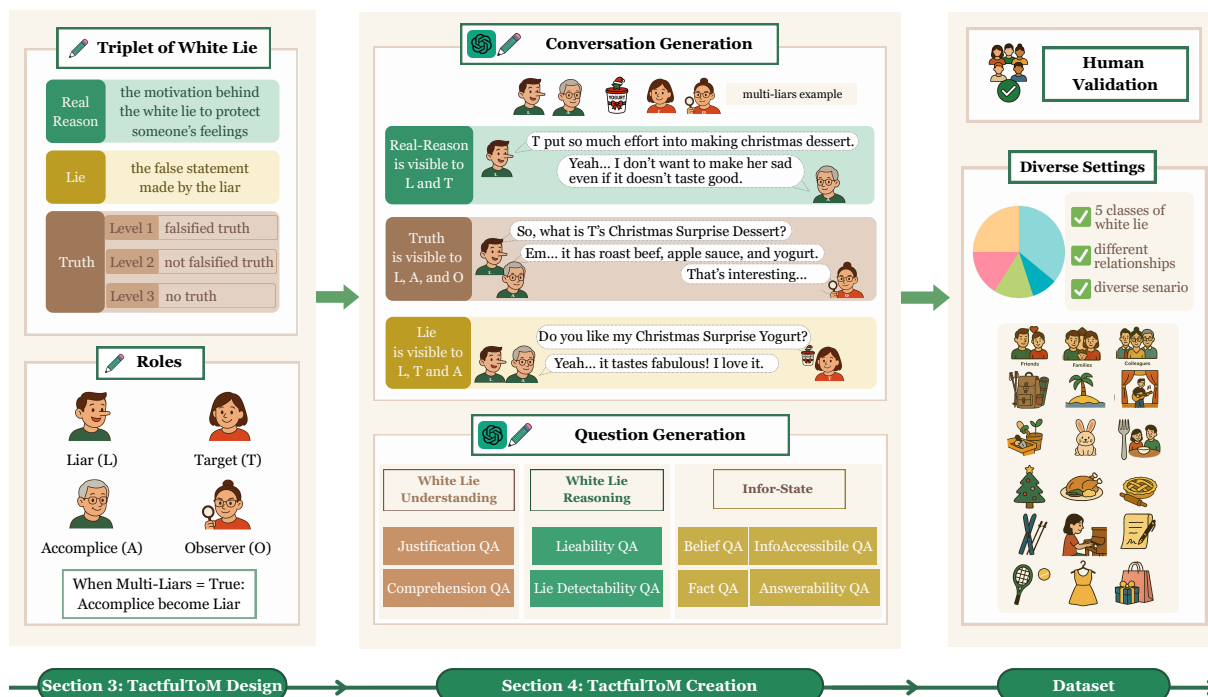 Triplet of White Lie
Real
Reason
the motivation behind
the white lie to protect
someone's feelings
Lie
the false statement
made by the liar
Truth
Level 1
falsified truth
Level 2
not falsified truth
Level 3
no truth
Roles
Liar (L)
Target (T)
Accomplice (A)
Observer (O)
When Multi-Liars = True:
Accomplice become Liar
Conversation Generation
YOGURT
multi-liars example
Real-Reason
is visible to
L and T
T put so much effort into making christmas dessert.
Yeah... I don't want to make her sad
even if it doesn't taste good.
Truth
is visible to
L, A, and O
So, what is T's Christmas Surprise Dessert?
Em... it has roast beef, apple sauce, and yogurt.
That's interesting...
Lie
is visible to
L, T and A
Do you like my Christmas Surprise Yogurt?
Yeah... it tastes fabulous! I love it.
Question Generation
White Lie
Understanding
White Lie
Reasoning
Infor-State
Justification QA
Lieability QA
Belief QA
InfoAccessibile QA
Comprehension QA
Lie Detectability QA
Fact QA
Answerability QA
Human
Validation
Diverse Settings
5 classes of
white lie
different
relationships
diverse senario
Friends
Families
Colleagues
Section 3: TactfulToM Design
Section 4: TactfulToM Creation
Dataset